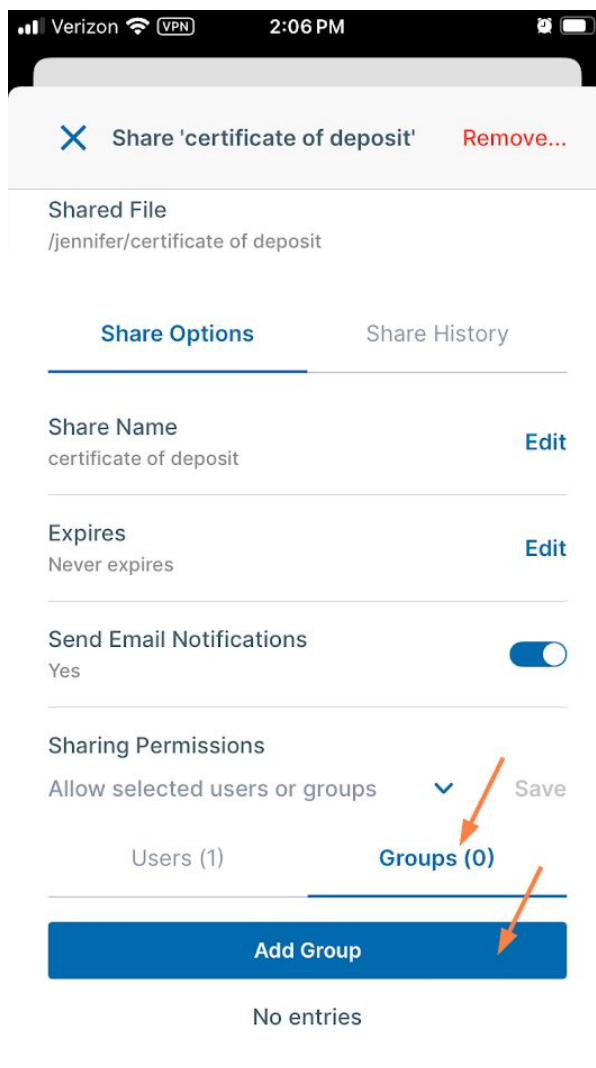 Verizon VPN 2:06 PM
Share 'certificate of deposit' Remove...
Shared File
/jennifer/certificate of deposit
Share Options Share History
Share Name
certificate of deposit
Edit
Expires
Never expires
Edit
Send Email Notifications
Yes
Sharing Permissions
Allow selected users or groups Save
Users (1) Groups (0)
Add Group
No entries